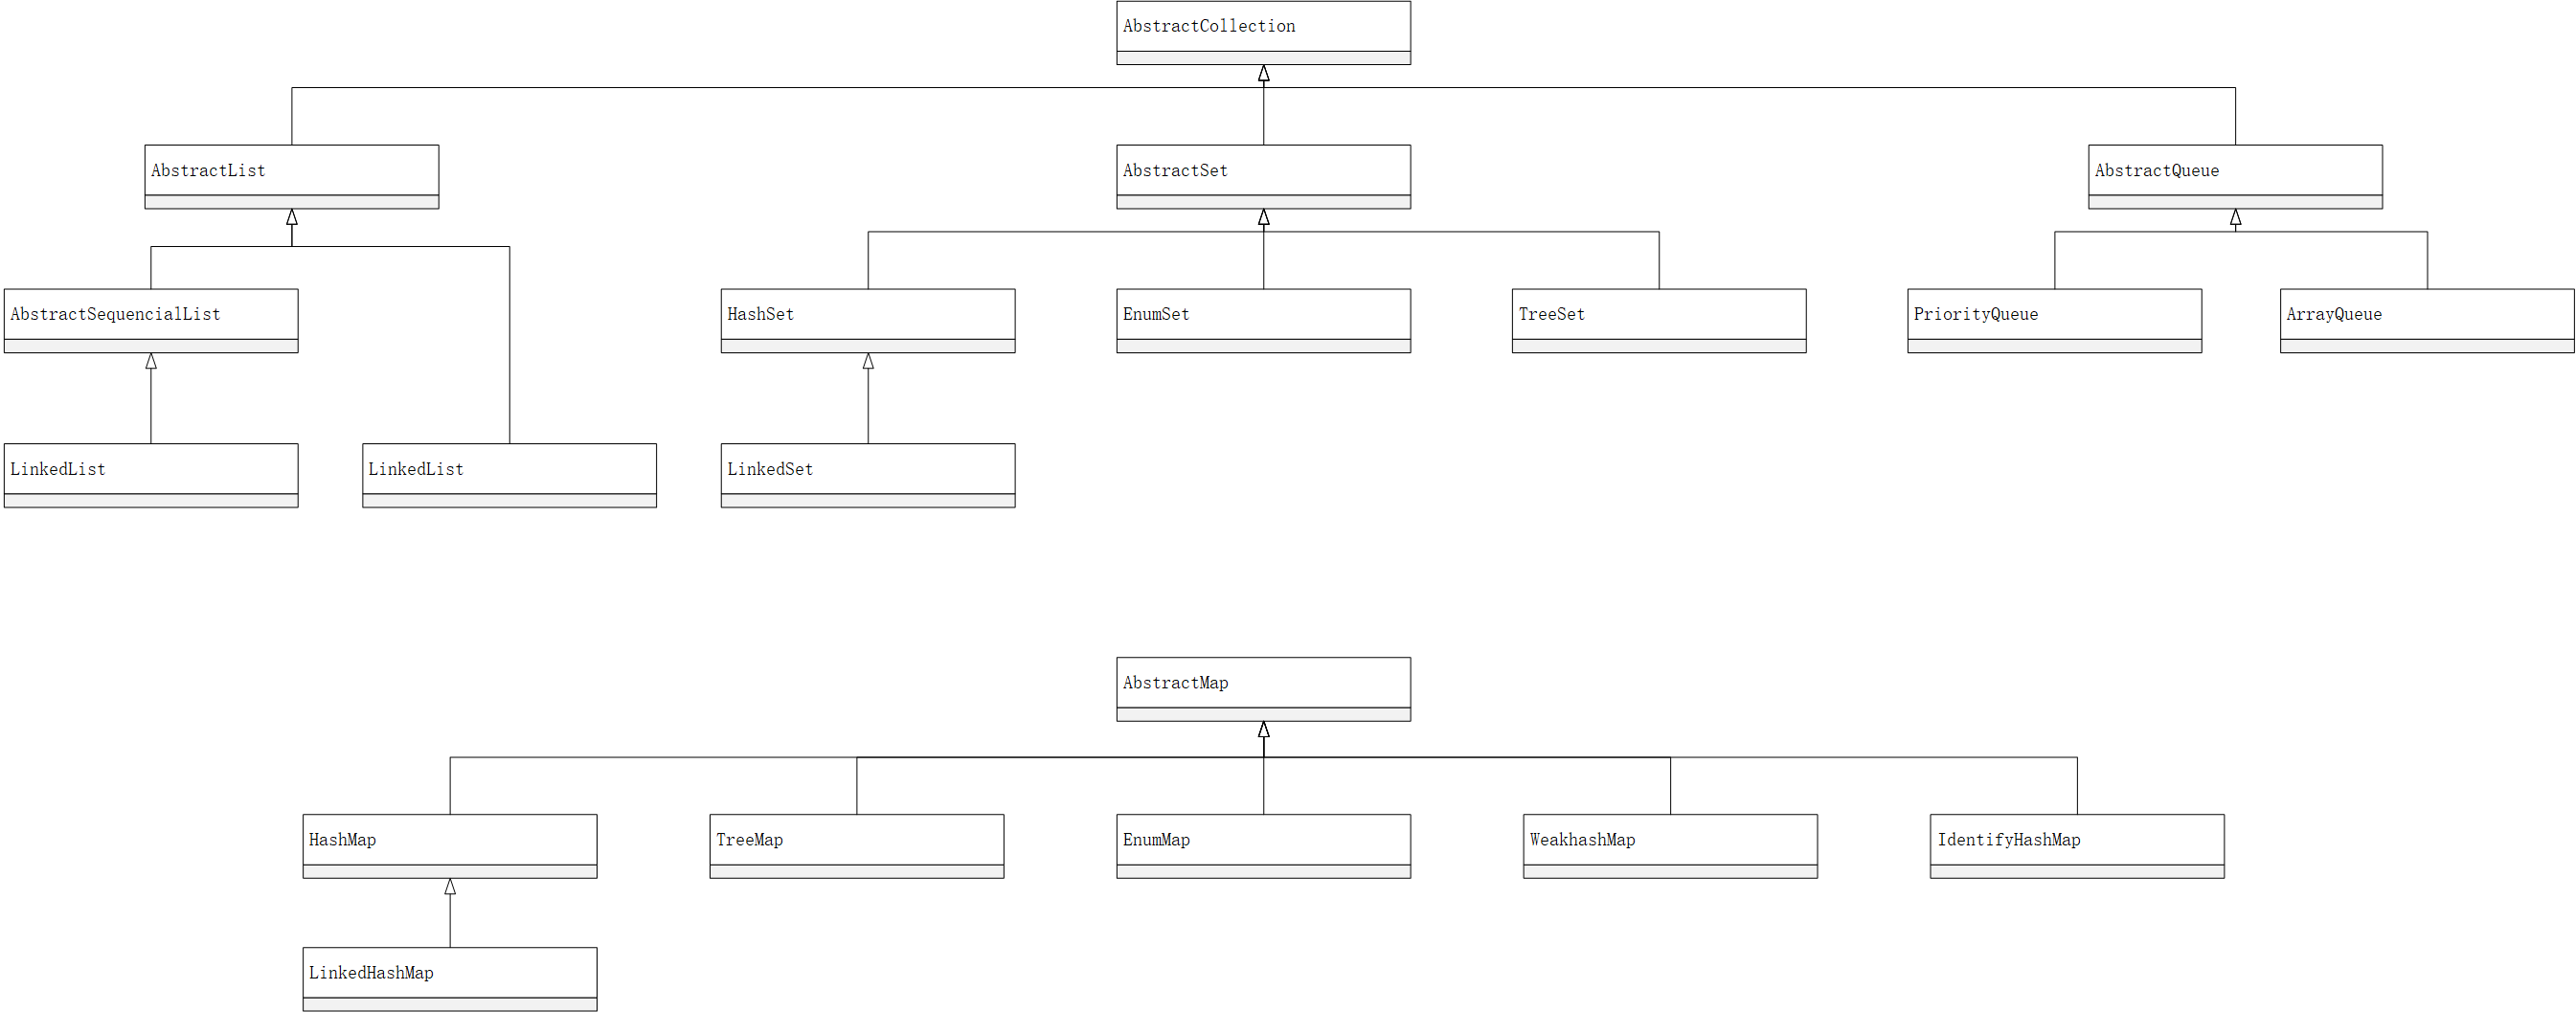 AbstractCollection
AbstractList
AbstractSet
AbstractQueue
AbstractSequencialList
HashSet
EnumSet
TreeSet
PriorityQueue
ArrayQueue
LinkedList
LinkedList
LinkedSet
AbstractMap
HashMap
TreeMap
EnumMap
WeakhashMap
IdentifyHashMap
LinkedHashMap